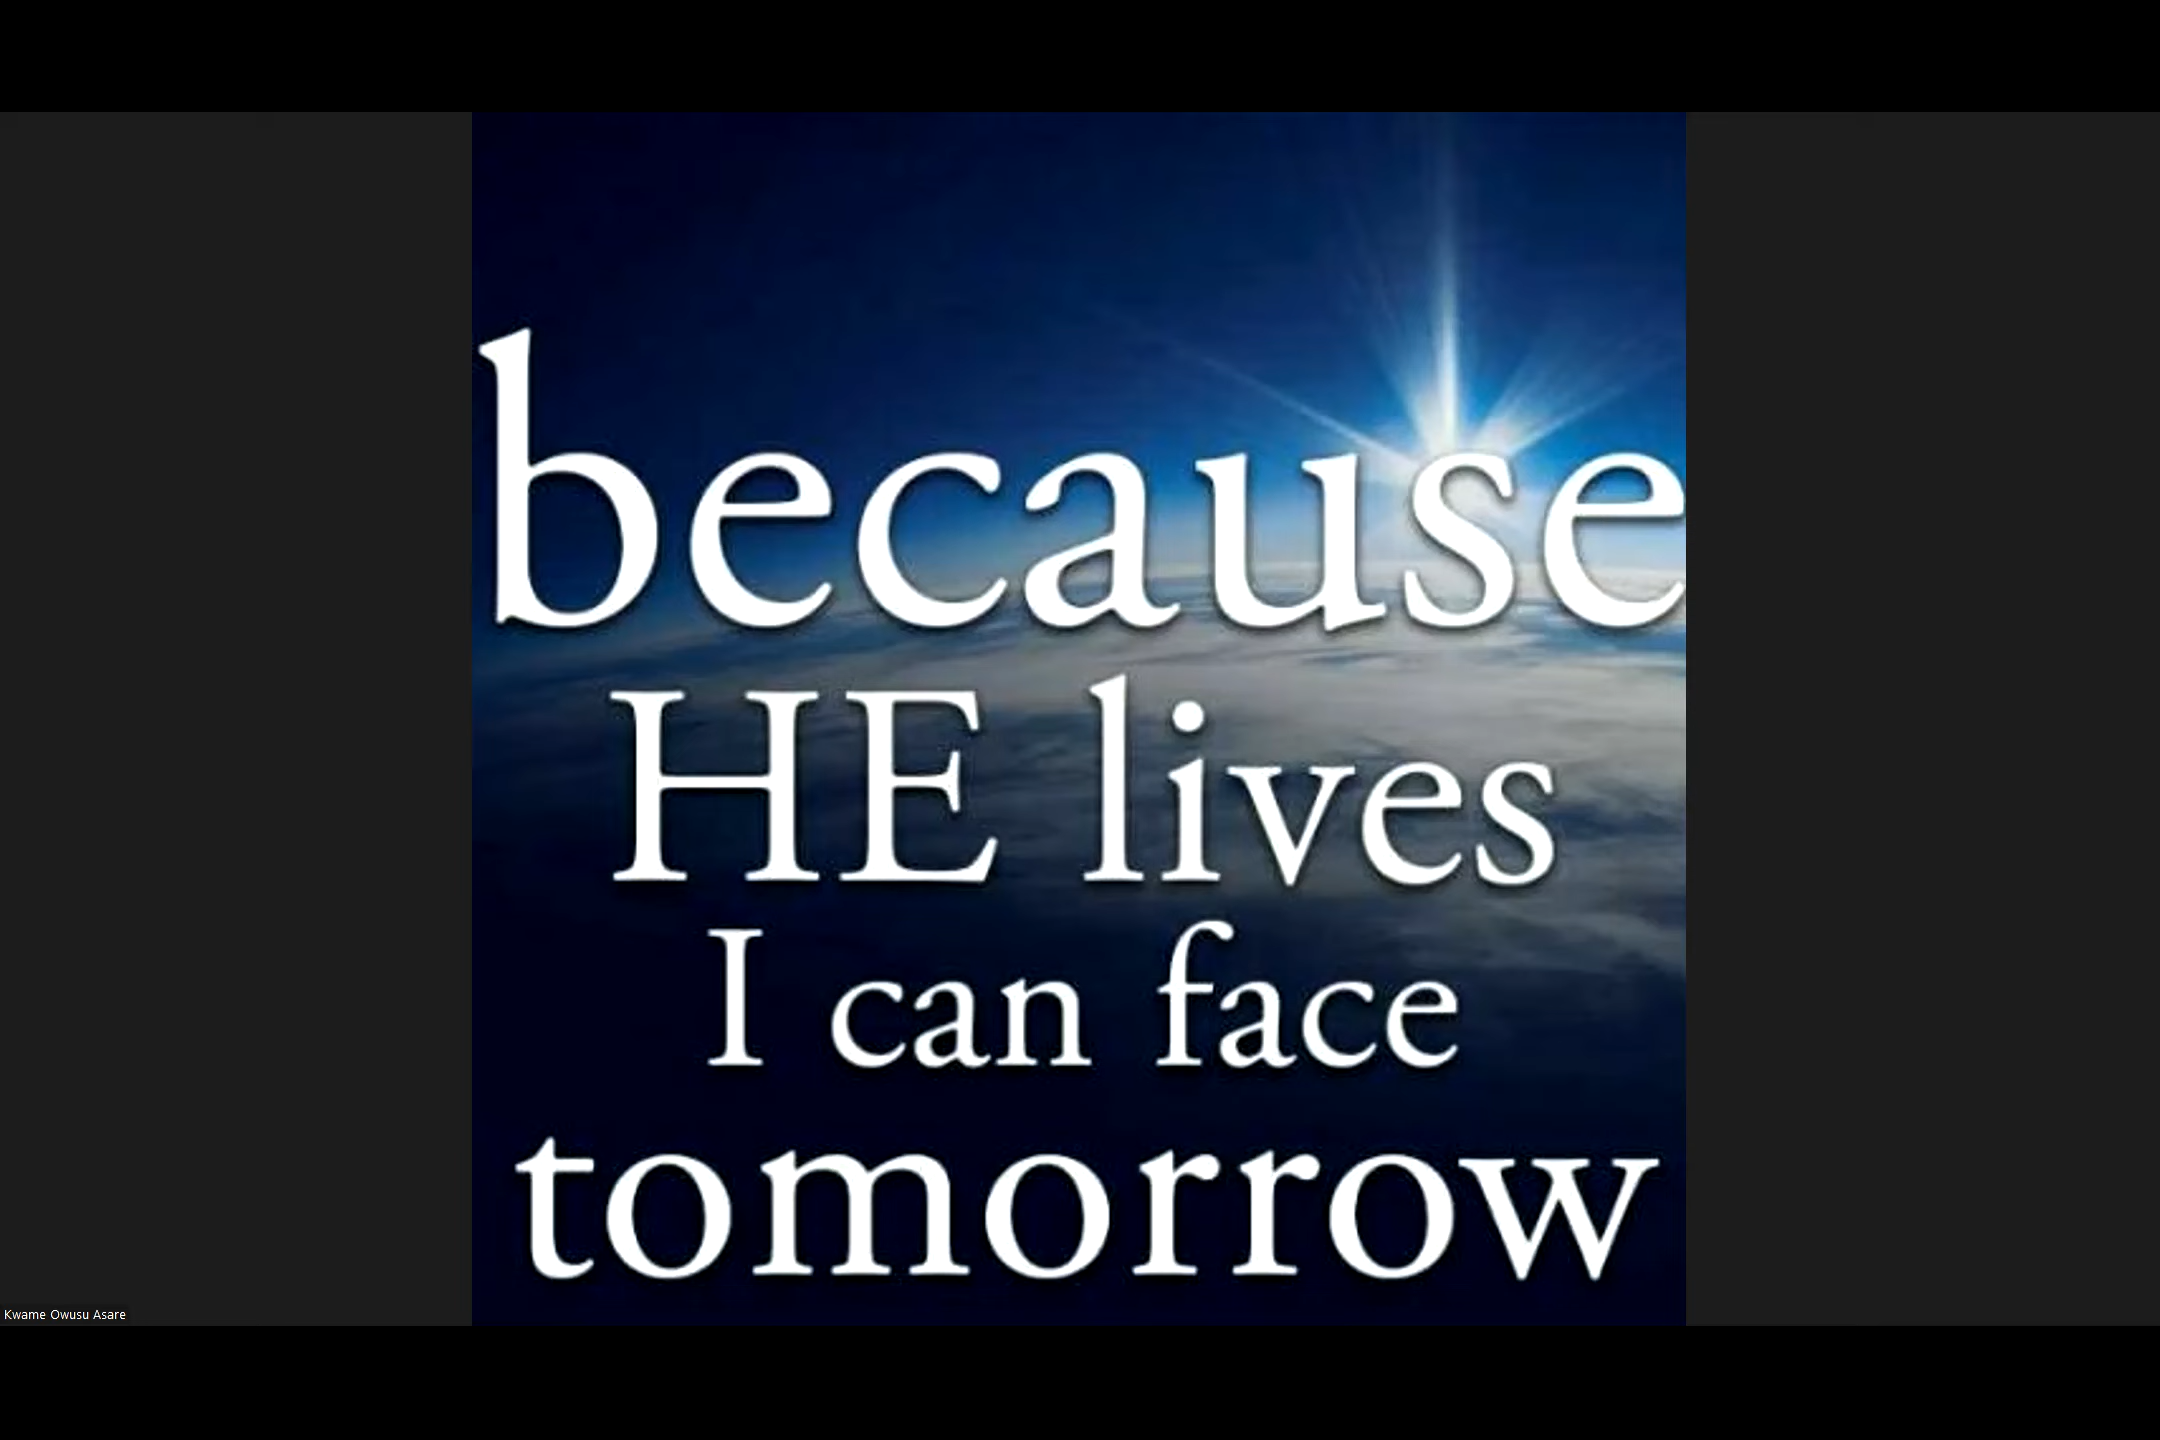 because
HE lives
I can face
tomorrow
Kwame Owusu Asare